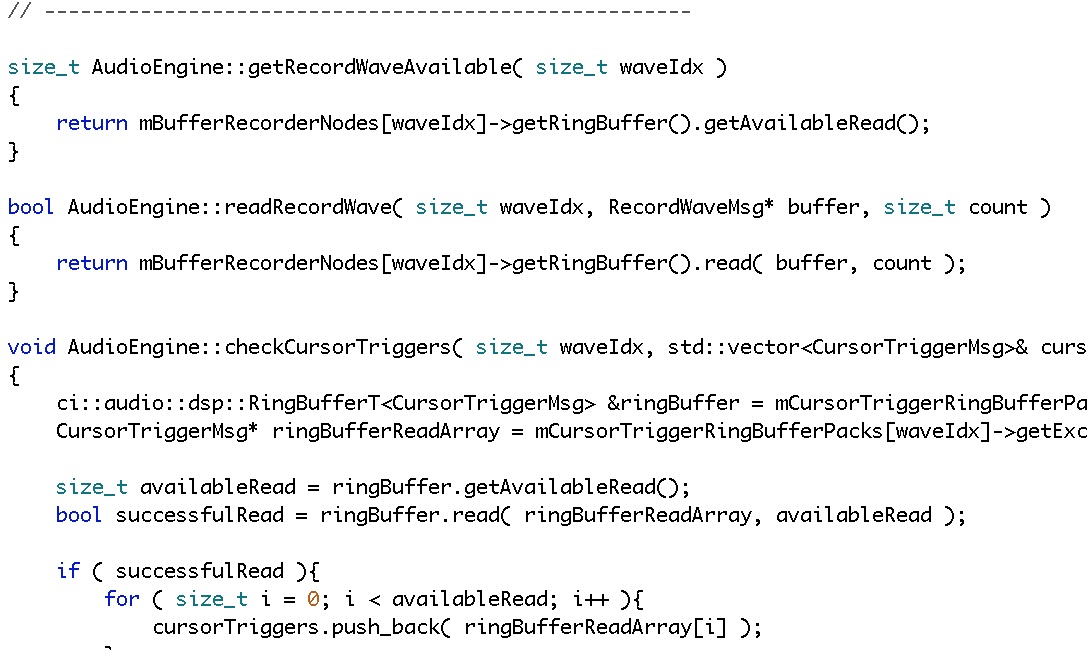 // ------------------------------------------------------
size_t AudioEngine::getRecordWaveAvailable( size_t waveIdx )
{
    return mBufferRecorderNodes[waveIdx]->getRingBuffer().getAvailableRead();
}
bool AudioEngine::readRecordWave( size_t waveIdx, RecordWaveMsg* buffer, size_t count )
{
    return mBufferRecorderNodes[waveIdx]->getRingBuffer().read( buffer, count );
}
void AudioEngine::checkCursorTriggers( size_t waveIdx, std::vector<CursorTriggerMsg>& curs
{
    ci::audio::dsp::RingBufferT<CursorTriggerMsg> &ringBuffer = mCursorTriggerRingBufferPa
    CursorTriggerMsg* ringBufferReadArray = mCursorTriggerRingBufferPacks[waveIdx]->getExc
    size_t availableRead = ringBuffer.getAvailableRead();
    bool successfulRead = ringBuffer.read( ringBufferReadArray, availableRead );
    if ( successfulRead ){
        for ( size_t i = 0; i < availableRead; i++ ){
            cursorTriggers.push_back( ringBufferReadArray[i] );